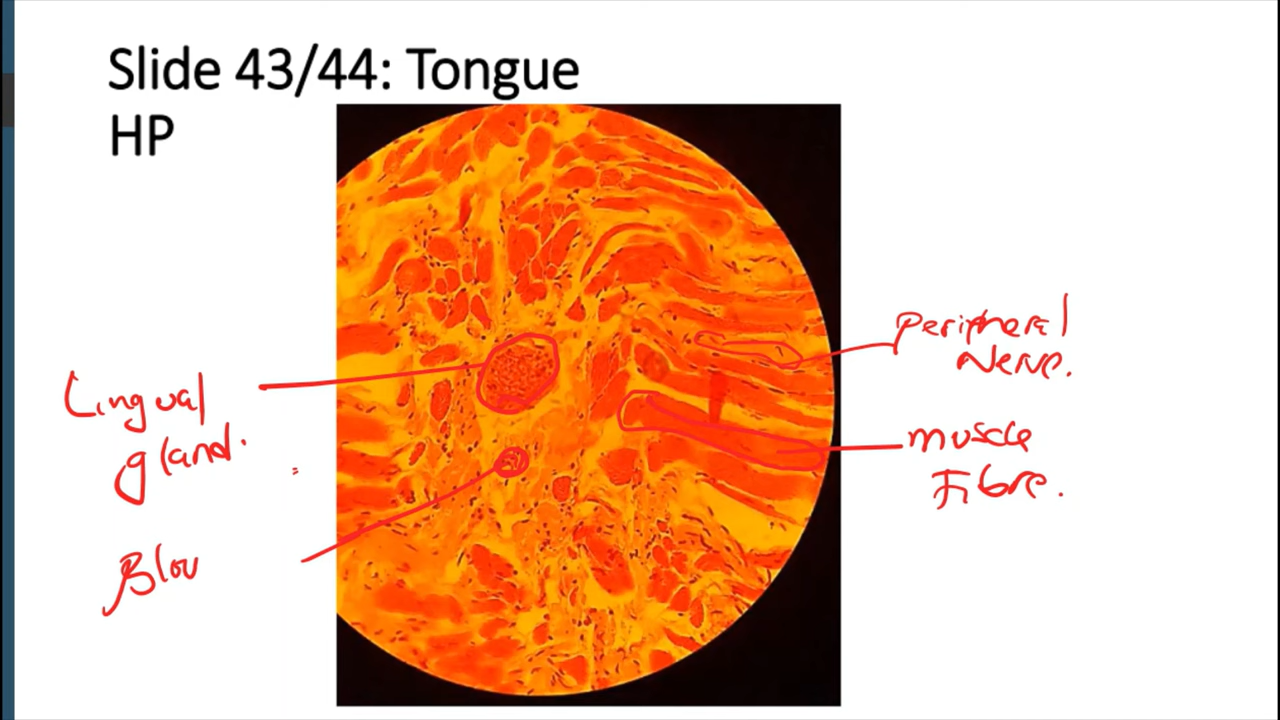 Slide 43/44: Tongue
HP
Lingual
gland.
Blou
Peripheral
Nerve.
muscle
Fibre.